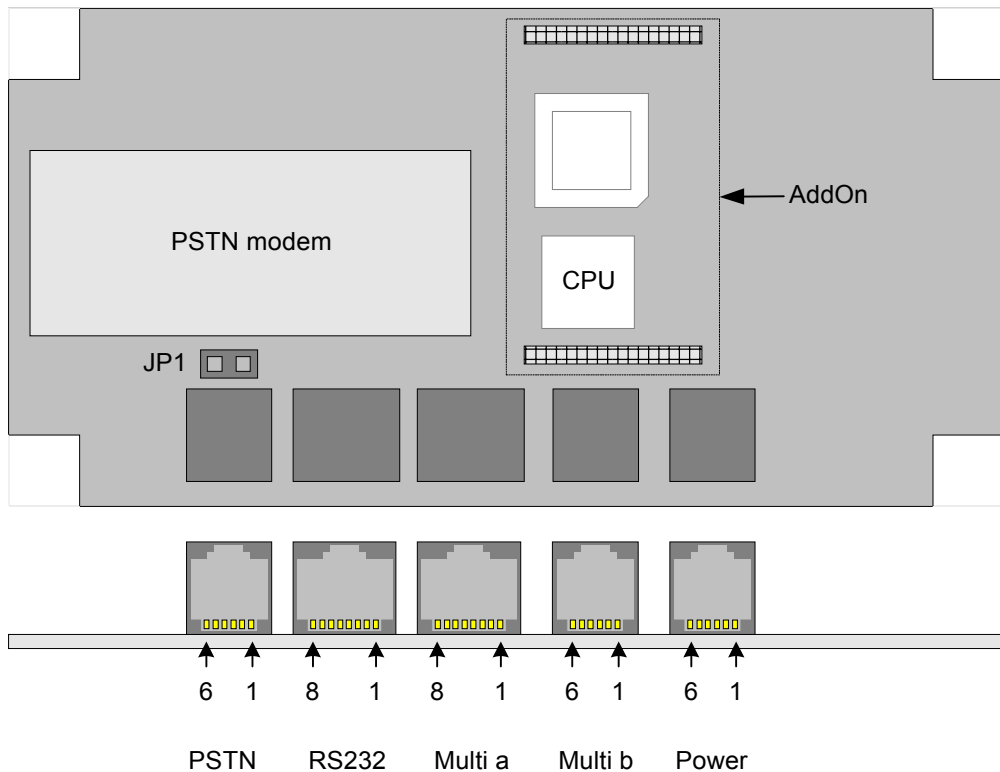 AddOn
PSTN modem
CPU
JP1
6 1 8 1 8 1 6 1 6 1
PSTN RS232 Multi a Multi b Power